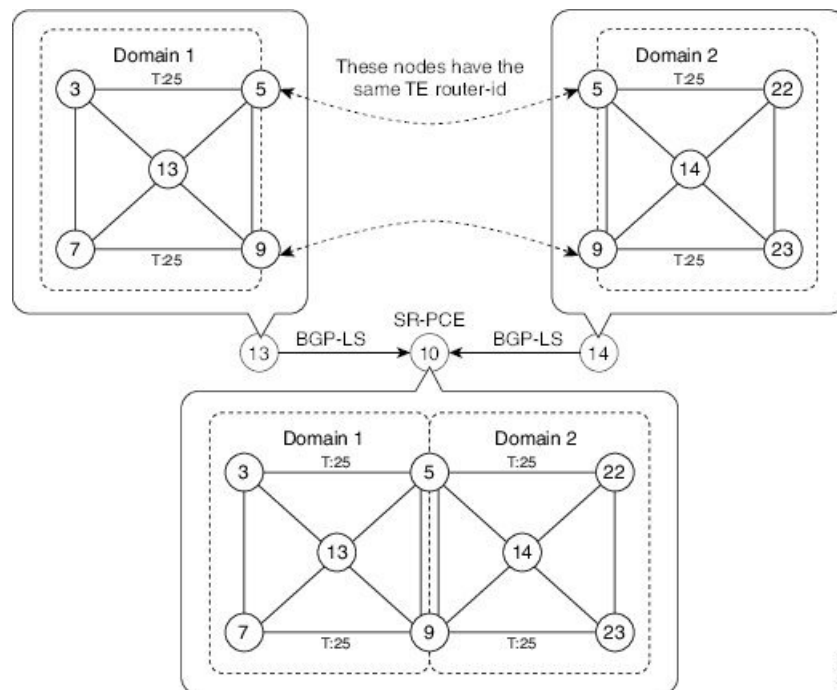 Domain 1
T:25
3
5
13
7
9
T:25
These nodes have the
same TE router-id
Domain 2
T:25
5
22
14
9
23
T:25
SR-PCE
13
BGP-LS
10
BGP-LS
14
Domain 1
T:25
Domain 2
T:25
3
5
22
13
14
7
9
23
T:25
T:25